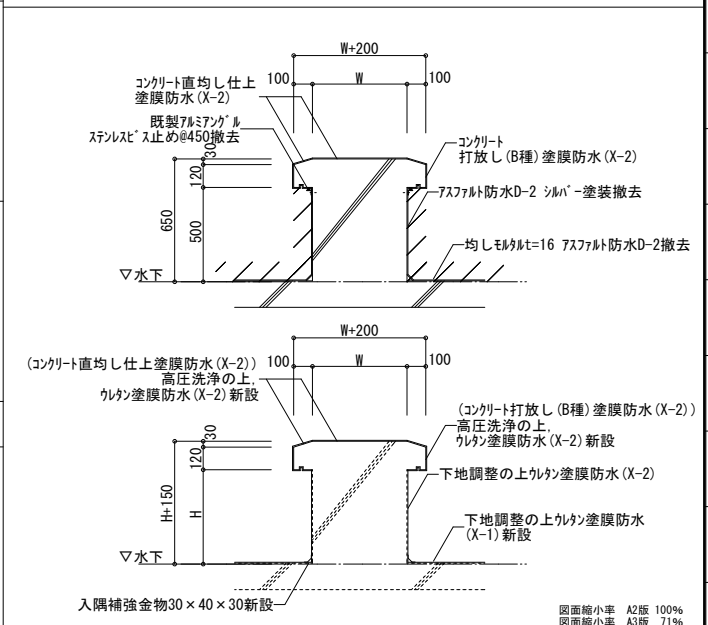 W+200
100 W 100
コンクリート直均し仕上
塗膜防水(X-2)
既製アルミアングル
ステンレスビス止め@450撤去
コンクリート
打放し(B種)塗膜防水(X-2)
30
120
650
500
アスファルト防水D-2 シルバー塗装撤去
均しモルタルt=16 アスファルト防水D-2撤去
▽水下
W+200
100 W 100
(コンクリート直均し仕上塗膜防水(X-2))
高圧洗浄の上,
ウレタン塗膜防水(X-2)新設
(コンクリート打放し(B種)塗膜防水(X-2))
高圧洗浄の上,
ウレタン塗膜防水(X-2)新設
30
120
H+150
H
下地調整の上ウレタン塗膜防水(X-2)
下地調整の上ウレタン塗膜防水
(X-1)新設
▽水下
入隅補強金物30×40×30新設
図面縮小率 A2版 100%
図面縮小率 A3版 71%